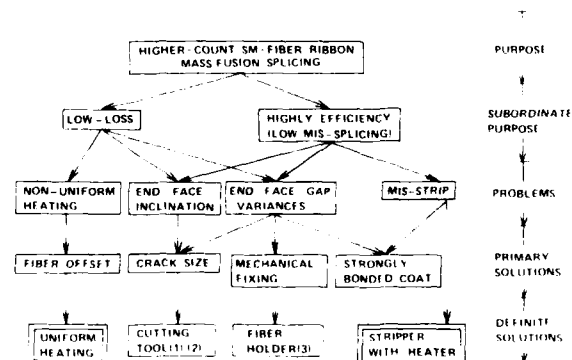 HIGHER-COUNT SM-FIBER RIBBON
MASS FUSION SPLICING
PURPOSE
LOW-LOSS
HIGHLY EFFICIENCY
(LOW MIS-SPLICING)
SUBORDINATE
PURPOSE
NON-UNIFORM
HEATING
END FACE
INCLINATION
END FACE GAP
VARIANCES
MIS-STRIP
PROBLEMS
FIBER OFFSET
CRACK SIZE
MECHANICAL
FIXING
STRONGLY
BONDED COAT
PRIMARY
SOLUTIONS
UNIFORM
HEATING
CUTTING
TOOL(1)(2)
FIBER
HOLDER(3)
STRIPPER
WITH HEATER
DEFINITE
SOLUTIONS